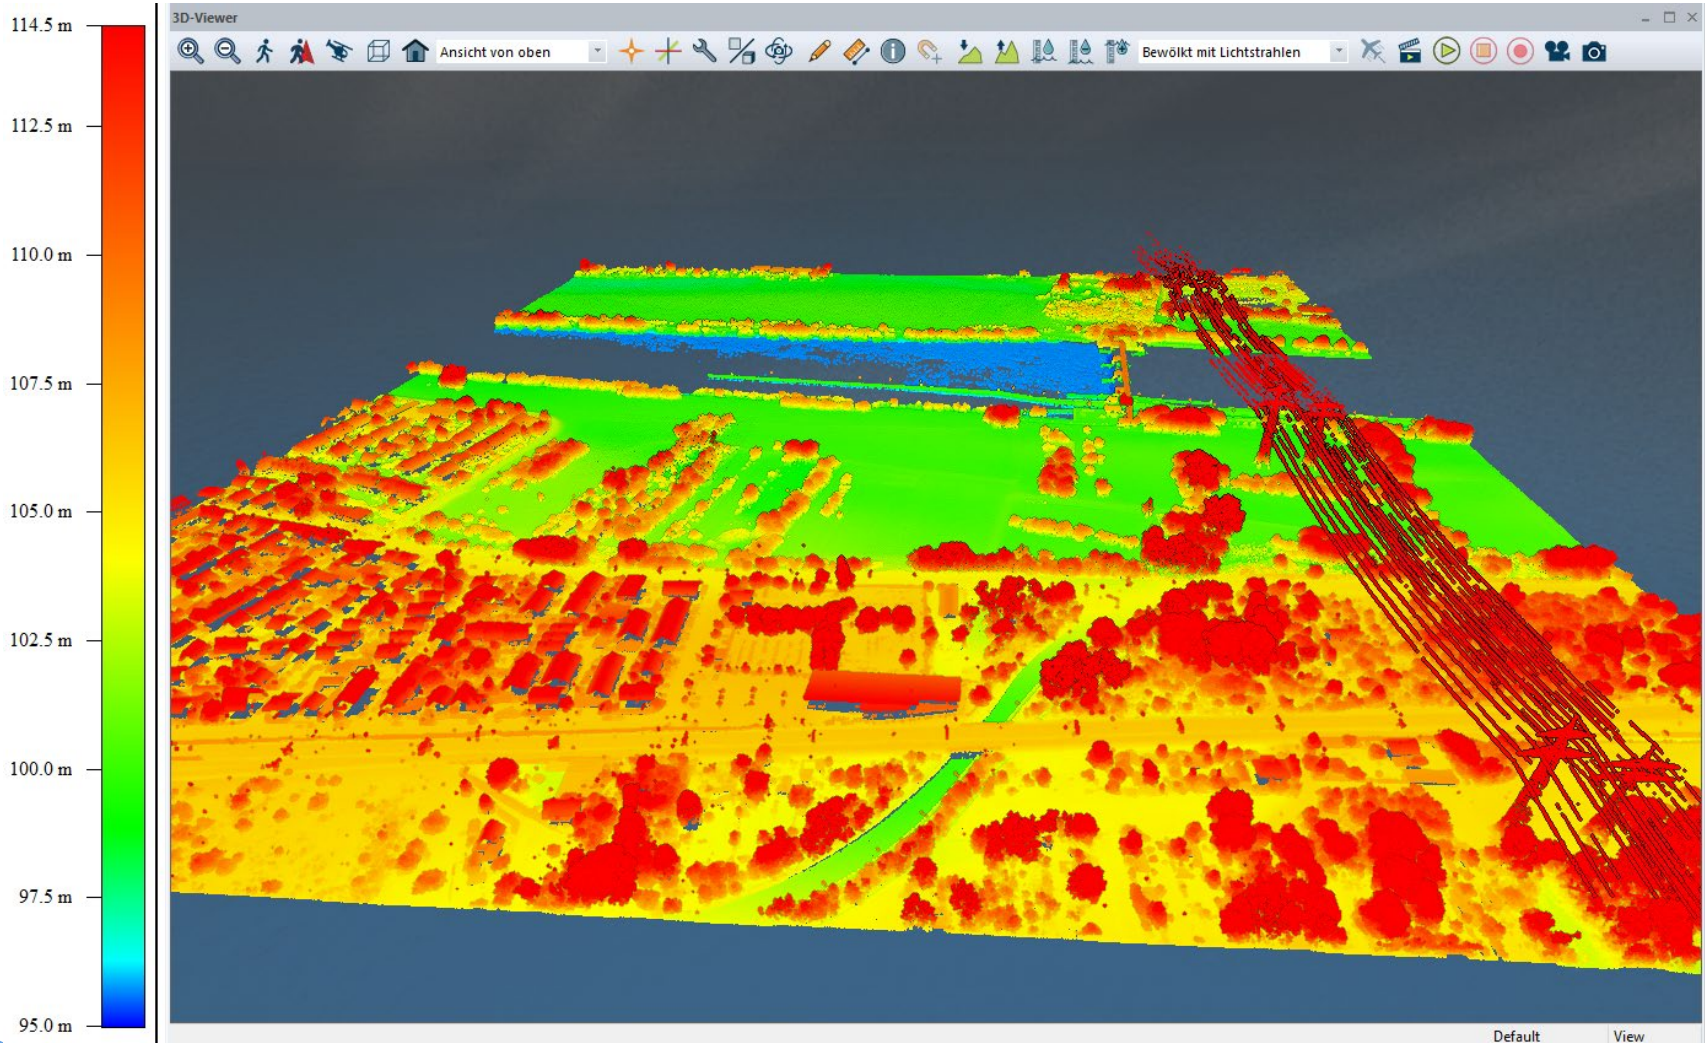 114.5 m
112.5 m
110.0 m
107.5 m
105.0 m
102.5 m
100.0 m
97.5 m
95.0 m
3D-Viewer
Ansicht von oben
Bewölkt mit Lichtstrahlen
Default View